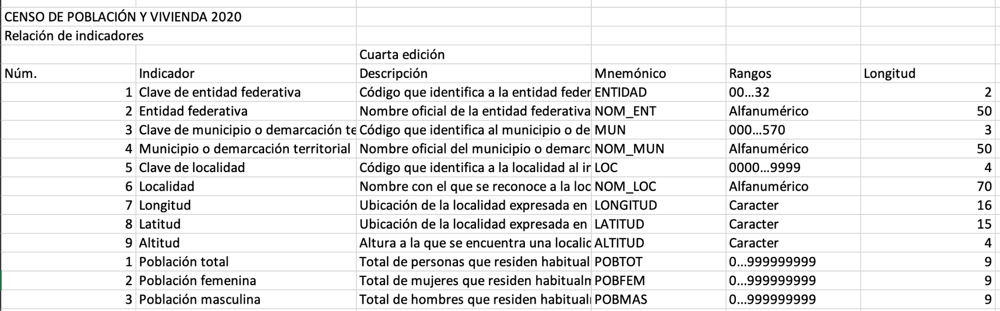 CENSO DE POBLACIÓN Y VIVIENDA 2020
Relación de indicadores
Cuarta edición
Núm. Indicador Descripción Mnemónico Rangos Longitud
1 Clave de entidad federativa Código que identifica a la entidad feder ENTIDAD 00...32 2
2 Entidad federativa Nombre oficial de la entidad federativa NOM_ENT Alfanumérico 50
3 Clave de municipio o demarcación te Código que identifica al municipio o de MUN 000...570 3
4 Municipio o demarcación territorial Nombre oficial del municipio o demarc NOM_MUN Alfanumérico 50
5 Clave de localidad Código que identifica a la localidad al in LOC 0000...9999 4
6 Localidad Nombre con el que se reconoce a la loc NOM_LOC Alfanumérico 70
7 Longitud Ubicación de la localidad expresada en LONGITUD Caracter 16
8 Latitud Ubicación de la localidad expresada en LATITUD Caracter 15
9 Altitud Altura a la que se encuentra una localid ALTITUD Caracter 4
1 Población total Total de personas que residen habitual POBTOT 0...999999999 9
2 Población femenina Total de mujeres que residen habitualm POBFEM 0...999999999 9
3 Población masculina Total de hombres que residen habitual POBMAS 0...999999999 9